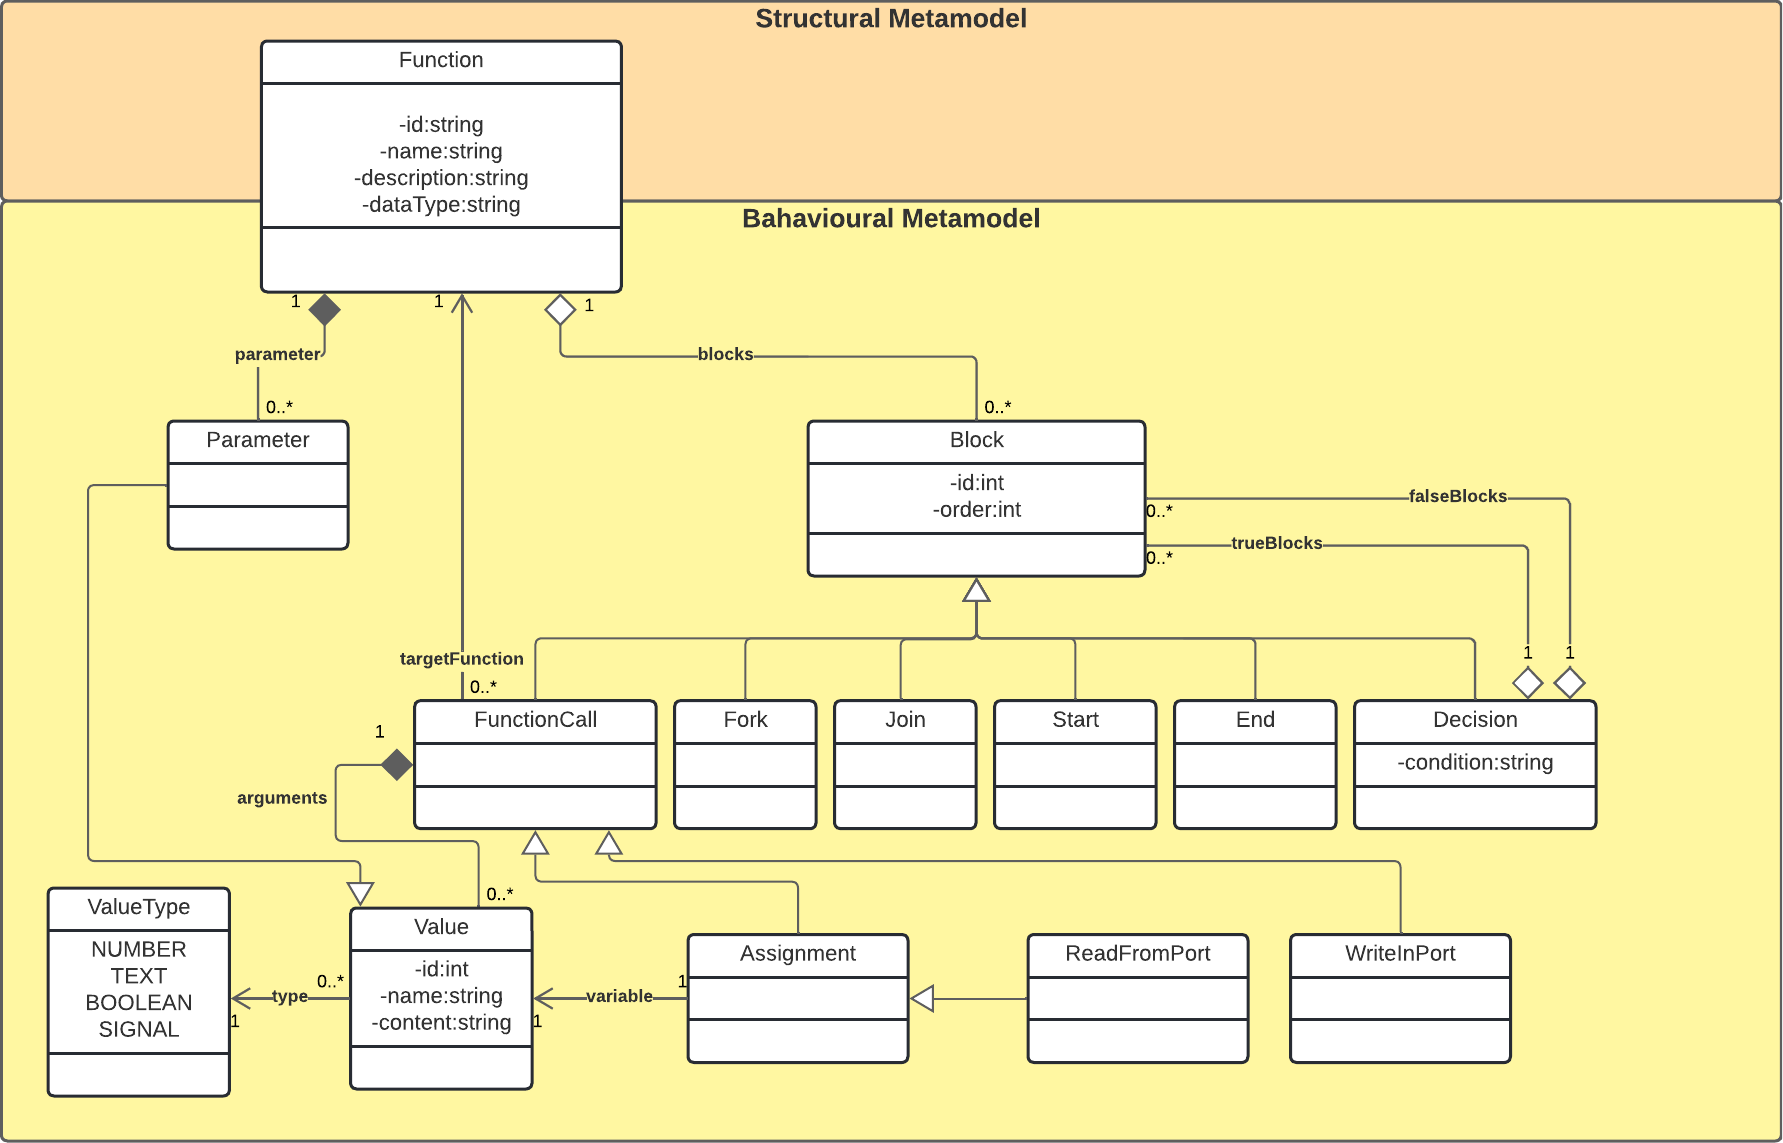 Structural Metamodel
Function
-id:string
-name:string
-description:string
-dataType:string
Bahavioural Metamodel
1
1
1
parameter
blocks
0..*
0..*
Parameter
Block
-id:int
-order:int
falseBlocks
0..*
trueBlocks
0..*
1
1
targetFunction
0..*
FunctionCall
Fork
Join
Start
End
Decision
-condition:string
1
arguments
0..*
ValueType
NUMBER
TEXT
BOOLEAN
SIGNAL
0..*
type
1
Value
-id:int
-name:string
-content:string
1
variable
1
Assignment
ReadFromPort
WriteInPort